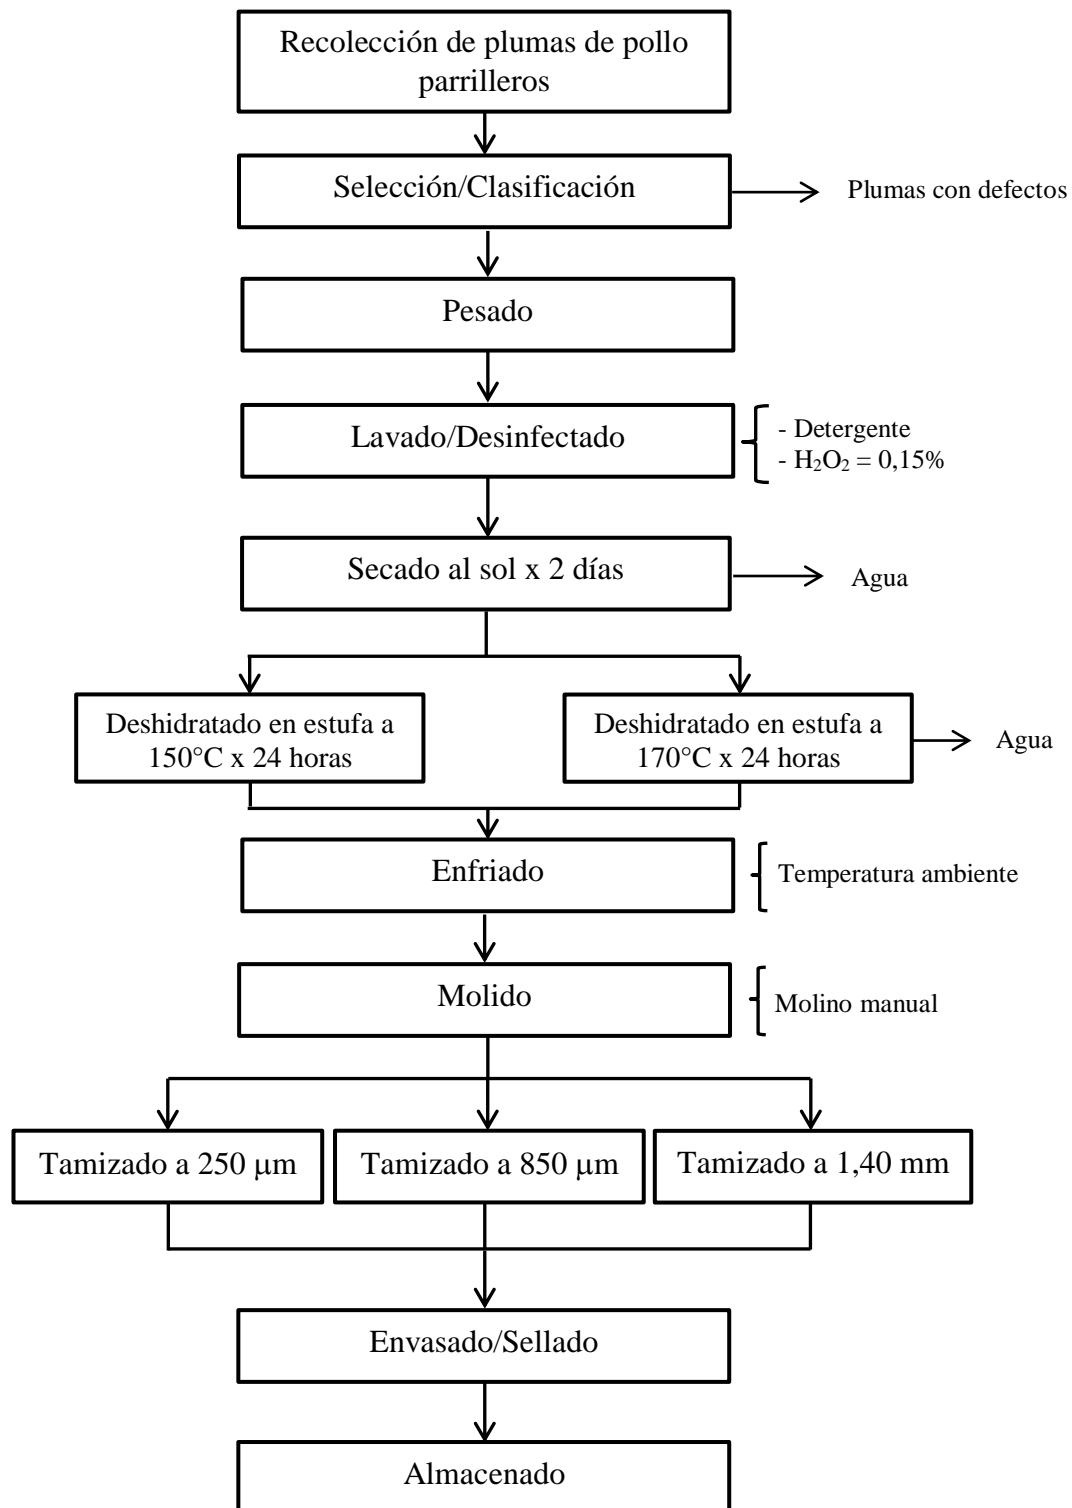 Recolección de plumas de pollo
parrilleros
Selección/Clasificación
Plumas con defectos
Pesado
Lavado/Desinfectado
- Detergente
- H₂O₂ = 0,15%
Secado al sol x 2 días
Agua
Deshidratado en estufa a
150°C x 24 horas
Deshidratado en estufa a
170°C x 24 horas
Agua
Enfriado
Temperatura ambiente
Molido
Molino manual
Tamizado a 250 μm
Tamizado a 850 μm
Tamizado a 1,40 mm
Envasado/Sellado
Almacenado